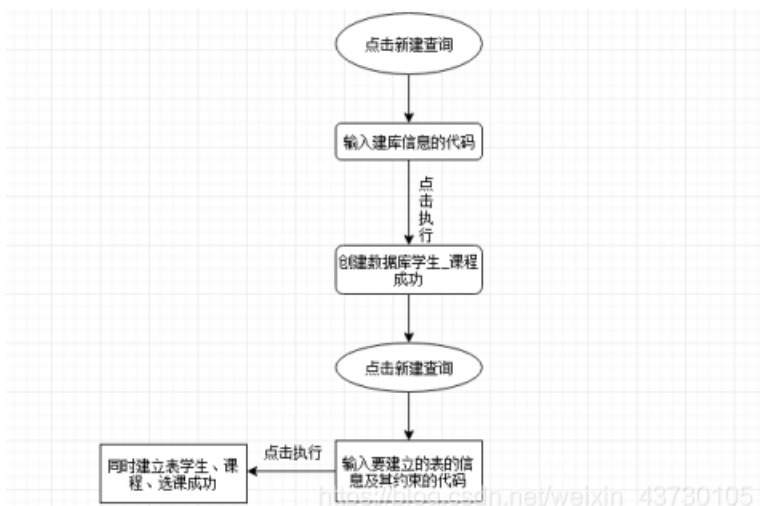 点击新建查询
输入建库信息的代码
点
击
执
行
创建数据库学生_课程
成功
点击新建查询
点击执行
同时建立表学生、课
程、选课成功
输入要建立的表的信
息及其约束的代码
https://blog.csdn.net/weixin_43730105